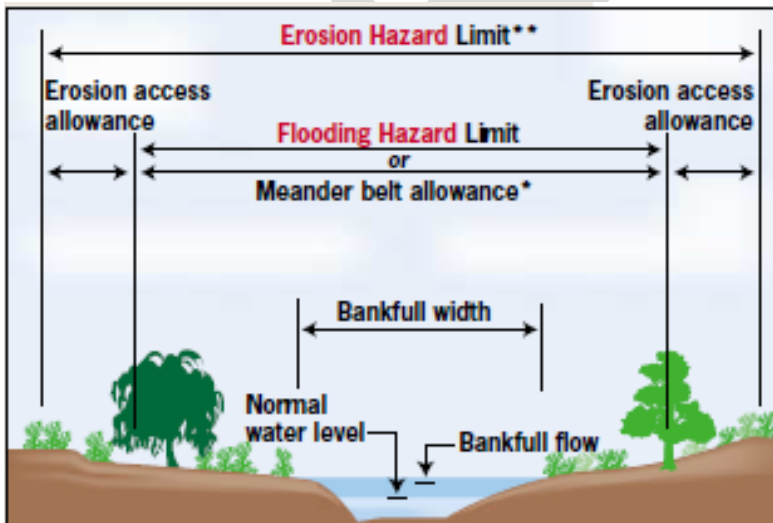 Erosion Hazard Limit**
Erosion access
allowance
Erosion access
allowance
Flooding Hazard Limit
or
Meander belt allowance*
Bankfull width
Normal
water level
Bankfull flow